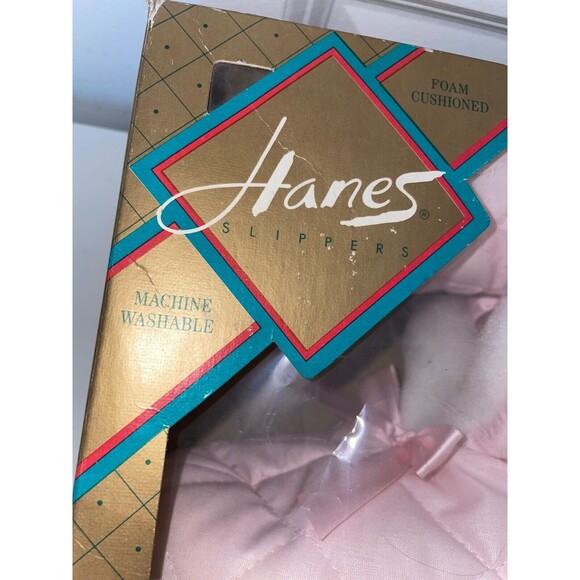 FOAM
CUSHIONED
Hanes®
SLIPPERS
MACHINE
WASHABLE